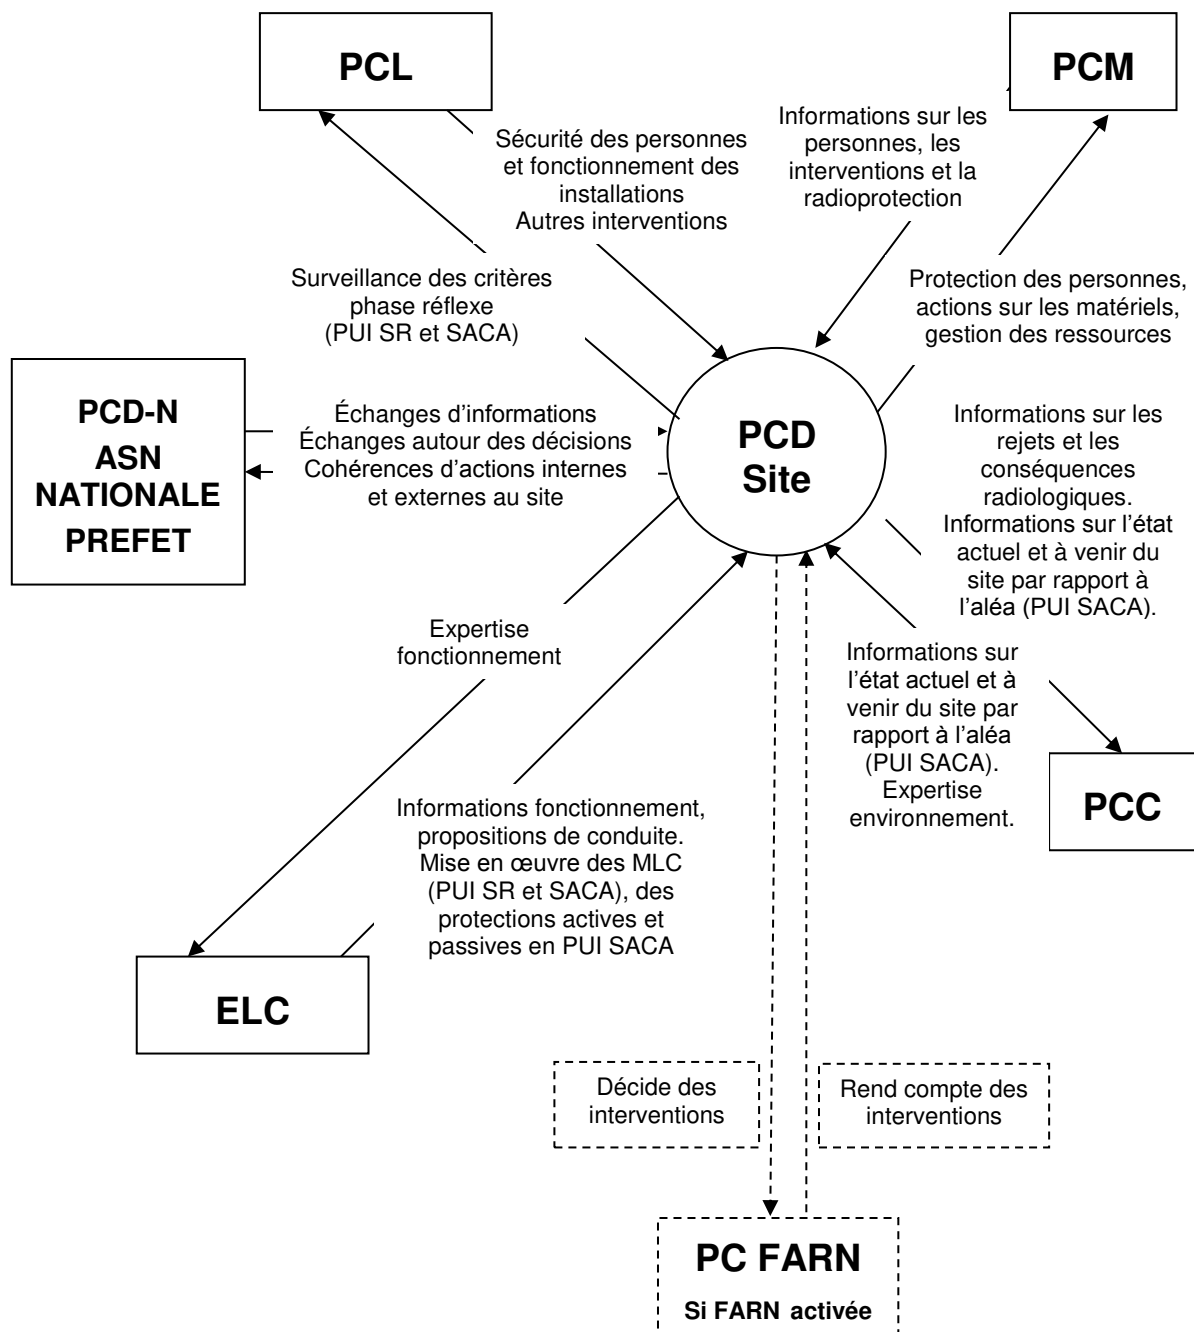 PCL
PCM
Sécurité des personnes
et fonctionnement des
installations
Autres interventions
Informations sur les
personnes, les
interventions et la
radioprotection
Surveillance des critères
phase réflexe
(PUI SR et SACA)
Protection des personnes,
actions sur les matériels,
gestion des ressources
PCD-N
ASN
NATIONALE
PREFET
Échanges d’informations
Échanges autour des décisions
Cohérences d’actions internes
et externes au site
PCD
Site
Informations sur les
rejets et les
conséquences
radiologiques.
Informations sur l’état
actuel et à venir du
site par rapport à
l’aléa (PUI SACA).
Expertise
fonctionnement
Informations sur
l’état actuel et à
venir du site par
rapport à l’aléa
(PUI SACA).
Expertise
environnement.
PCC
Informations fonctionnement,
propositions de conduite.
Mise en œuvre des MLC
(PUI SR et SACA), des
protections actives et
passives en PUI SACA
ELC
Décide des
interventions
Rend compte des
interventions
PC FARN
Si FARN activée